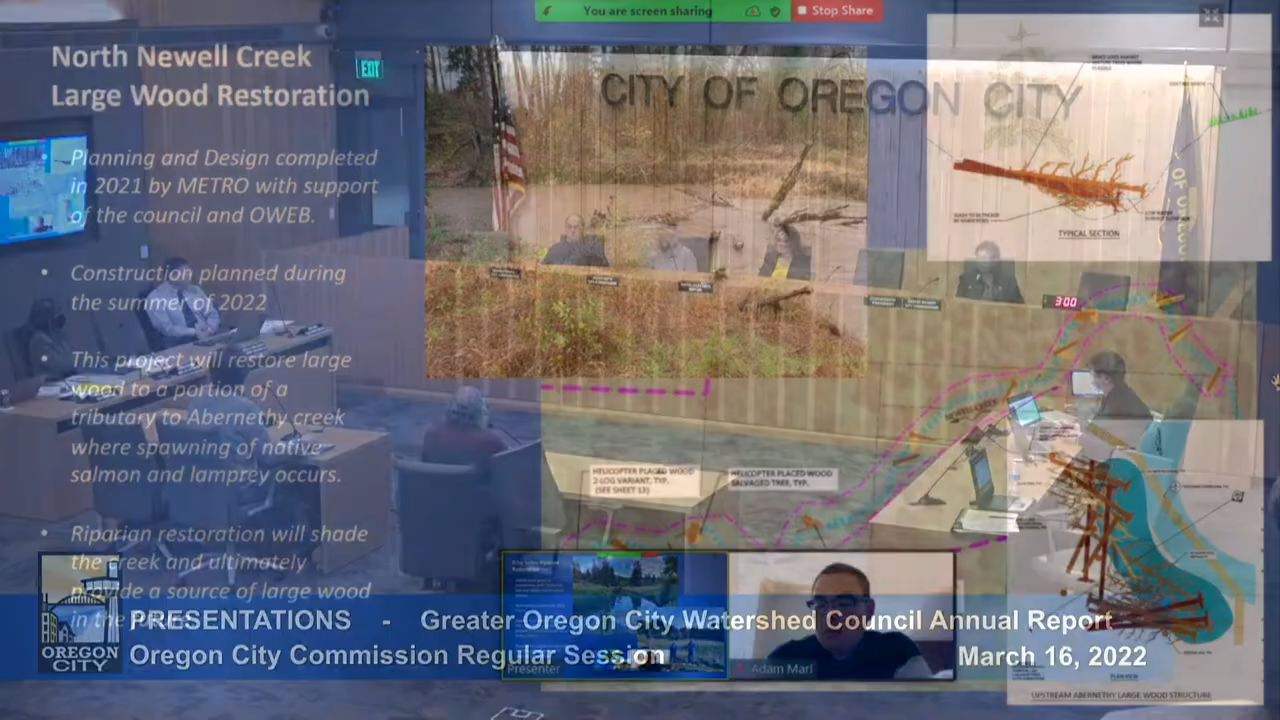 You are screen sharing
Stop Share
North Newell Creek
Large Wood Restoration
EXIT
CITY OF OREGON CITY
Planning and Design completed
in 2021 by METRO with support
of the council and OWEB.
• Construction planned during
the summer of 2022
• This project will restore large
wood to a portion of a
tributary to Abernethy creek
where spawning of native
salmon and lamprey occurs.
• Riparian restoration will shade
the creek and ultimately
provide a source of large wood
in the
TYPICAL SECTION
3:00
HELICOPTER PLACED WOOD
2-LOG VARIANT, TYP.
(SEE SHEET 13)
HELICOPTER PLACED WOOD
SALVAGED TREE, TYP.
PLAN VIEW
UPSTREAM ABERNETHY LARGE WOOD STRUCTURE
OREGON
CITY
PRESENTATIONS - Greater Oregon City Watershed Council Annual Report
Oregon City Commission Regular Session
March 16, 2022
Presenter
Adam Marl